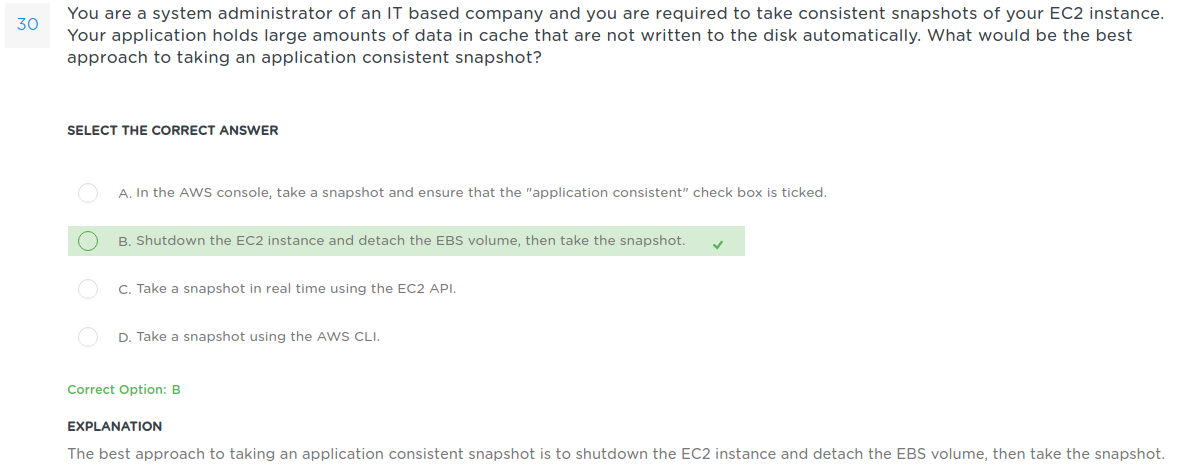 30
You are a system administrator of an IT based company and you are required to take consistent snapshots of your EC2 instance.
Your application holds large amounts of data in cache that are not written to the disk automatically. What would be the best
approach to taking an application consistent snapshot?
SELECT THE CORRECT ANSWER
A. In the AWS console, take a snapshot and ensure that the "application consistent" check box is ticked.
B. Shutdown the EC2 instance and detach the EBS volume, then take the snapshot.
C. Take a snapshot in real time using the EC2 API.
D. Take a snapshot using the AWS CLI.
Correct Option: B
EXPLANATION
The best approach to taking an application consistent snapshot is to shutdown the EC2 instance and detach the EBS volume, then take the snapshot.